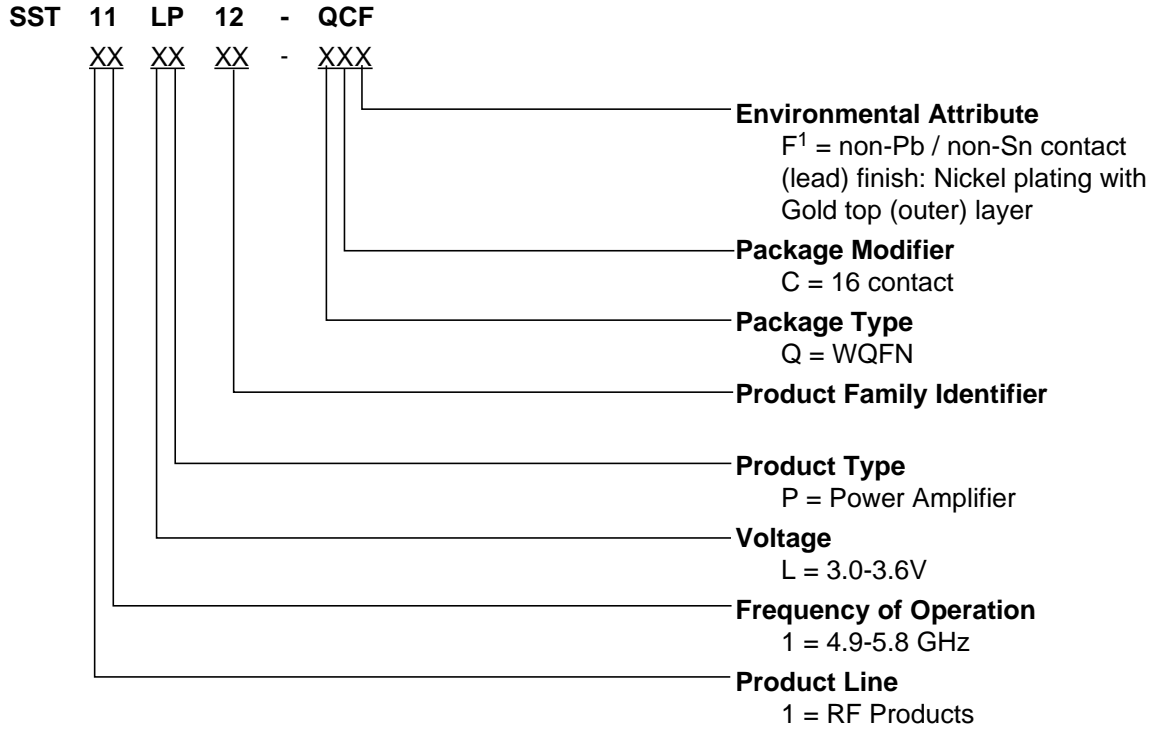 SST 11 LP 12 - QCF
XX XX XX - XXX
Environmental Attribute
F1 = non-Pb / non-Sn contact
(lead) finish: Nickel plating with
Gold top (outer) layer
Package Modifier
C = 16 contact
Package Type
Q = WQFN
Product Family Identifier
Product Type
P = Power Amplifier
Voltage
L = 3.0-3.6V
Frequency of Operation
1 = 4.9-5.8 GHz
Product Line
1 = RF Products